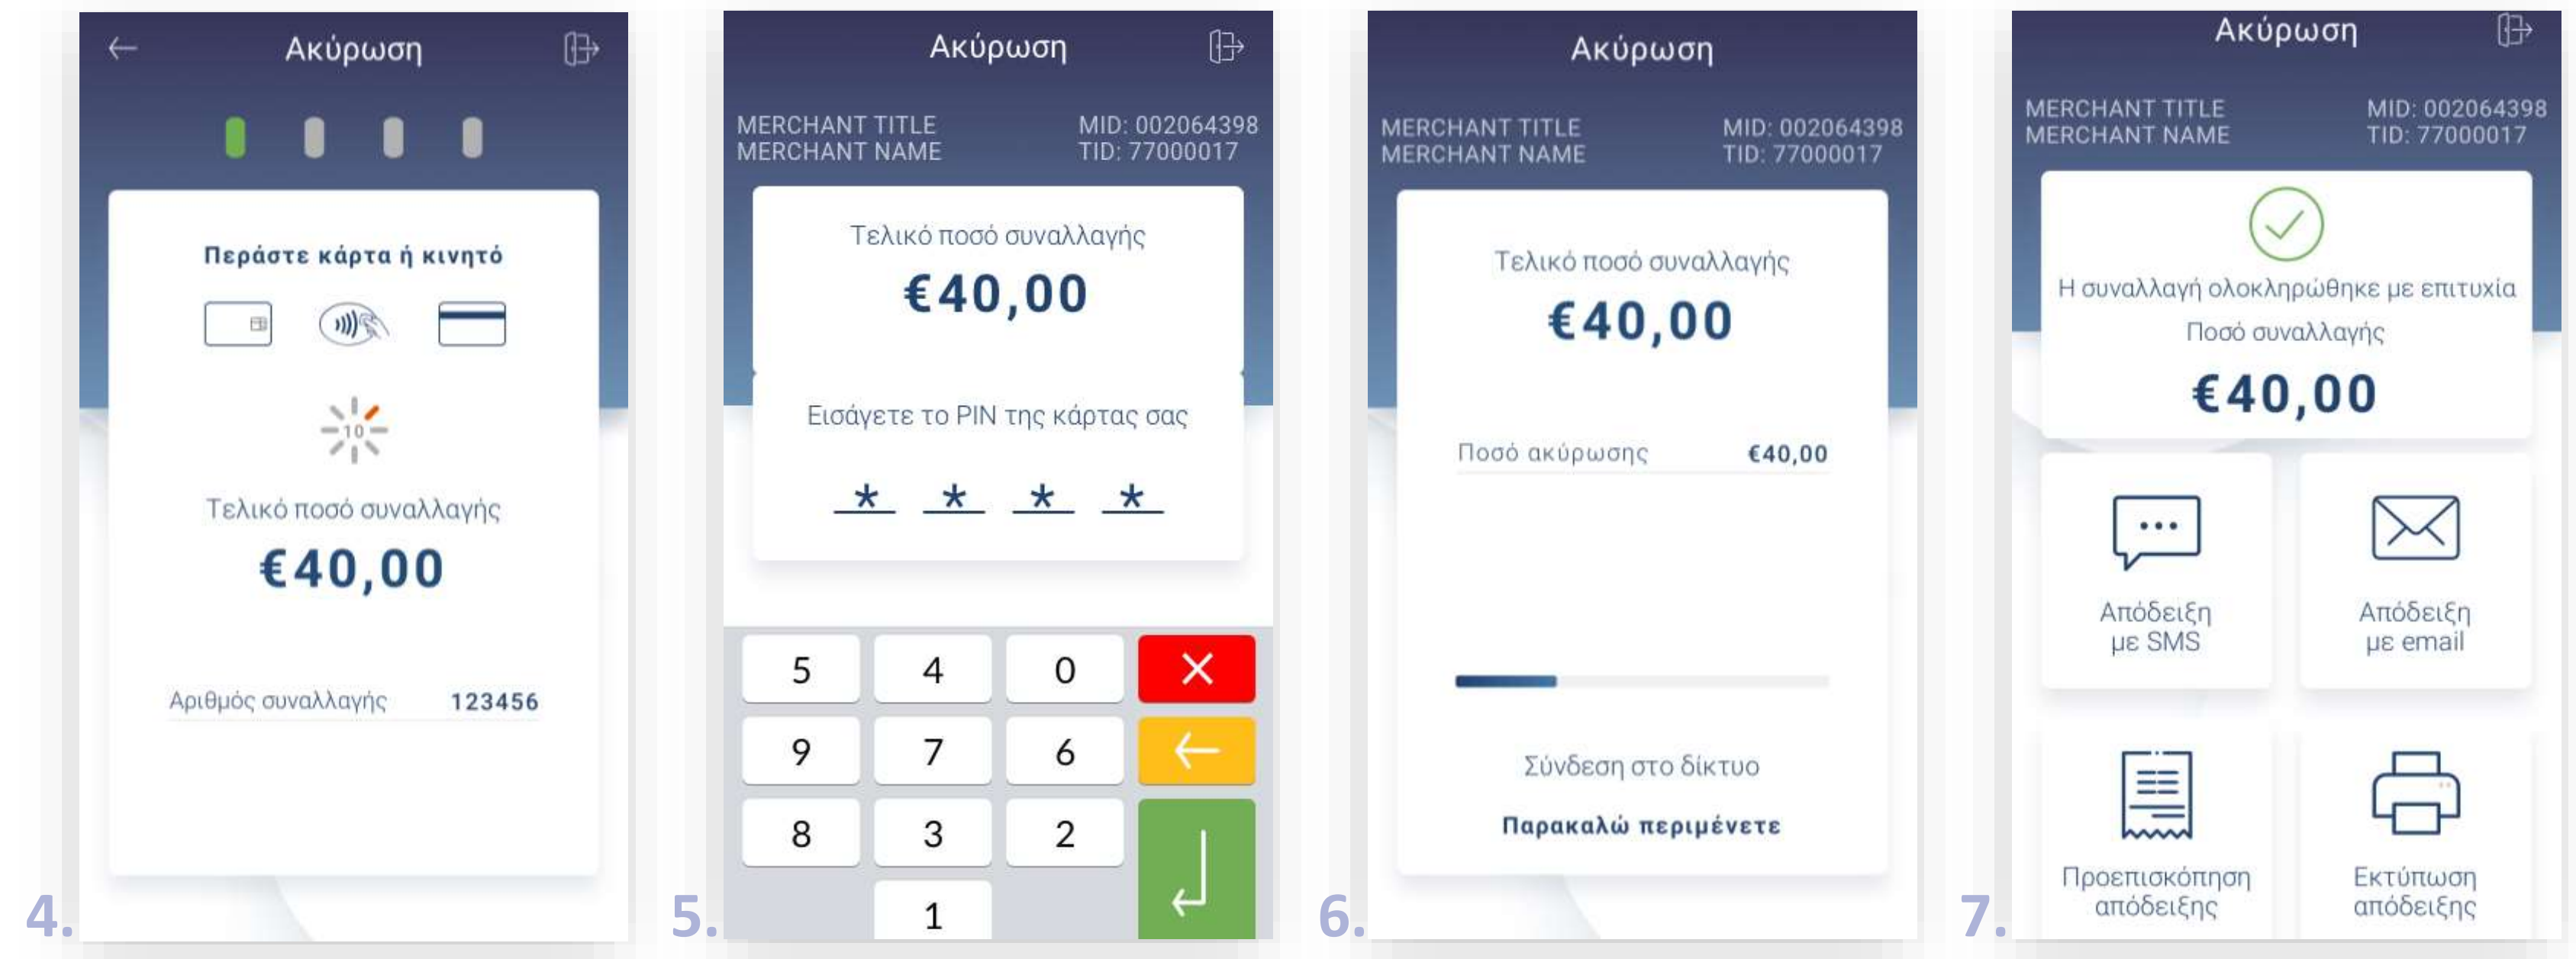 Ακύρωση
Περάστε κάρτα ή κινητό
10
Τελικό ποσό συναλλαγής
€40,00
Αριθμός συναλλαγής 123456
4.
Ακύρωση
MERCHANT TITLE MID: 002064398
MERCHANT NAME TID: 77000017
Τελικό ποσό συναλλαγής
€40,00
Εισάγετε το PIN της κάρτας σας
* * * *
5 4 0
9 7 6
8 3 2
1
5.
Ακύρωση
MERCHANT TITLE MID: 002064398
MERCHANT NAME TID: 77000017
Τελικό ποσό συναλλαγής
€40,00
Ποσό ακύρωσης €40,00
Σύνδεση στο δίκτυο
Παρακαλώ περιμένετε
6.
Ακύρωση
MERCHANT TITLE MID: 002064398
MERCHANT NAME TID: 77000017
Η συναλλαγή ολοκληρώθηκε με επιτυχία
Ποσό συναλλαγής
€40,00
Απόδειξη
με SMS
Απόδειξη
με email
Προεπισκόπηση
απόδειξης
Εκτύπωση
απόδειξης
7.